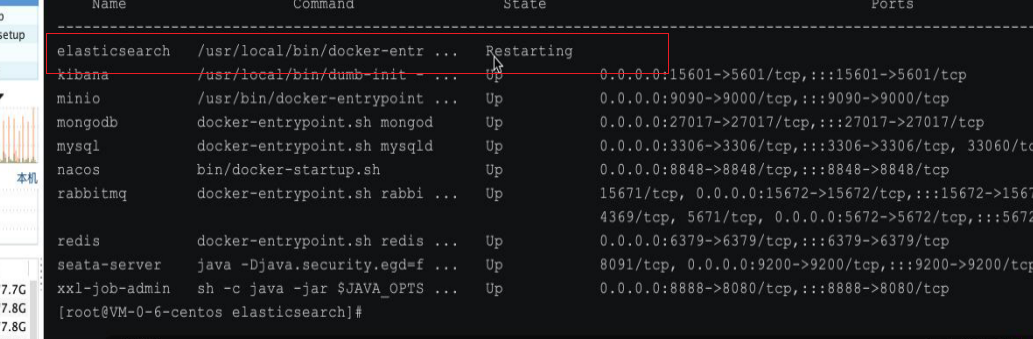 Name Command State Ports
setup
elasticsearch /usr/local/bin/docker-entr ... Restarting
kibana /usr/local/bin/dumb-init - ... Up 0.0.0.0:15601->5601/tcp,:::15601->5601/tcp
minio /usr/bin/docker-entrypoint ... Up 0.0.0.0:9090->9000/tcp,:::9090->9000/tcp
mongodb docker-entrypoint.sh mongod Up 0.0.0.0:27017->27017/tcp,:::27017->27017/tcp
mysql docker-entrypoint.sh mysqld Up 0.0.0.0:3306->3306/tcp,:::3306->3306/tcp, 33060/tc
nacos bin/docker-startup.sh Up 0.0.0.0:8848->8848/tcp,:::8848->8848/tcp
本机
rabbitmq docker-entrypoint.sh rabbi ... Up 15671/tcp, 0.0.0.0:15672->15672/tcp,:::15672->1567
4369/tcp, 5671/tcp, 0.0.0.0:5672->5672/tcp,:::5672
redis docker-entrypoint.sh redis ... Up 0.0.0.0:6379->6379/tcp,:::6379->6379/tcp
seata-server java -Djava.security.egd=f ... Up 8091/tcp, 0.0.0.0:9200->9200/tcp,:::9200->9200/tcp
xxl-job-admin sh -c java -jar $JAVA_OPTS ... Up 0.0.0.0:8888->8080/tcp,:::8888->8080/tcp
7.7G
7.8G
7.8G
[root@VM-0-6-centos elasticsearch]#